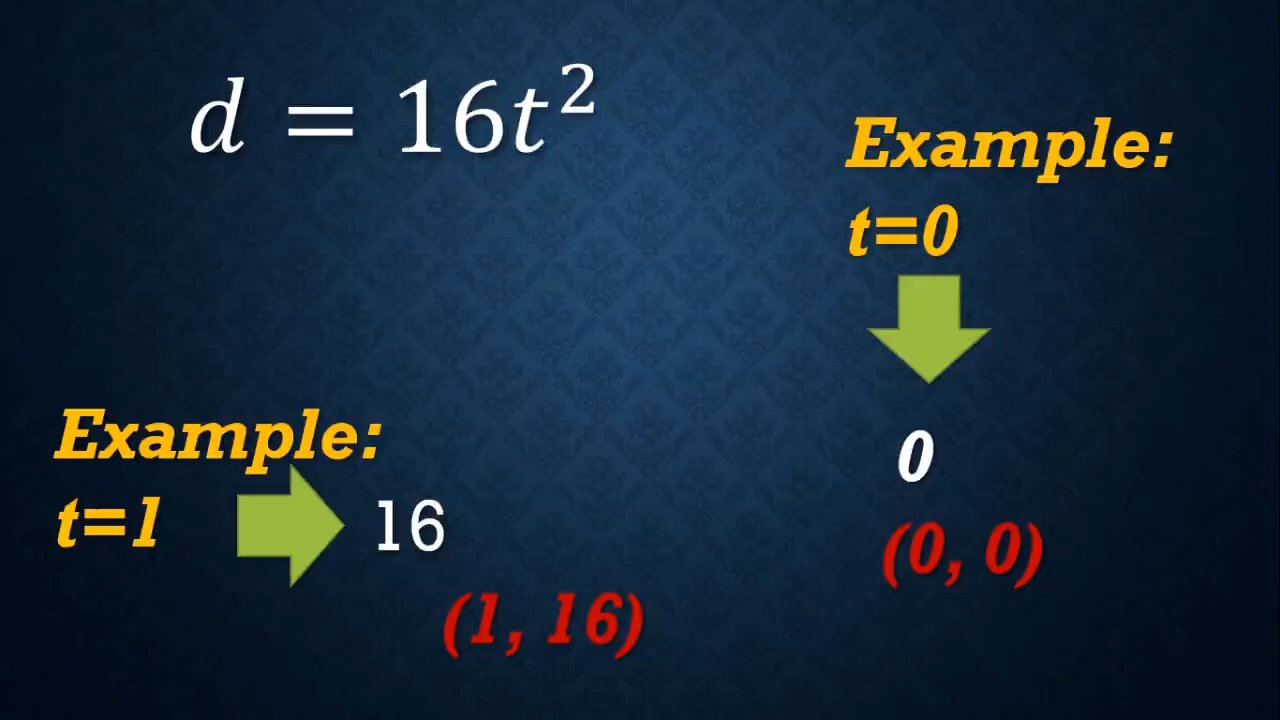 d = 16t²
Example:
t=0
0
(0, 0)
Example:
t=1
16
(1, 16)